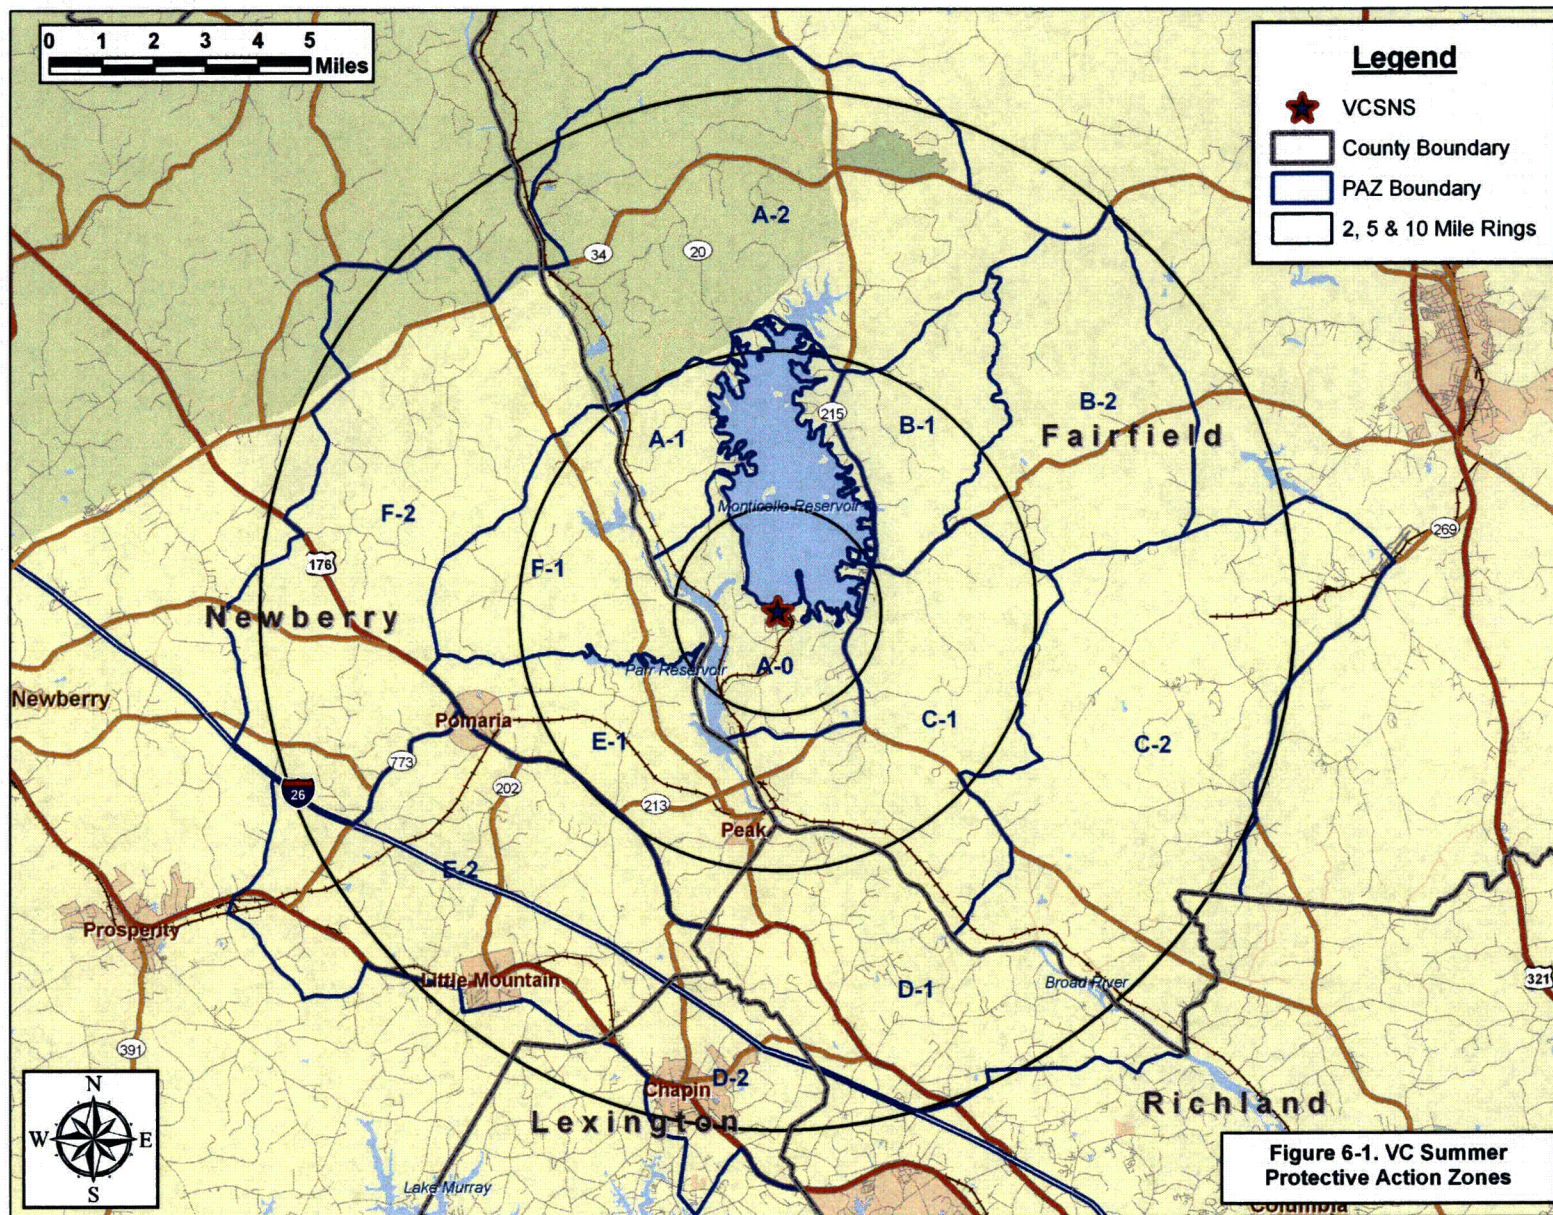 0 1 2 3 4 5
Miles
Legend
VCSNS
County Boundary
PAZ Boundary
2, 5 & 10 Mile Rings
A-2
34
20
B-2
215
B-1
Fairfield
A-1
Monticello Reservoir
F-2
269
176
F-1
Newberry
Parr Reservoir
A-0
Newberry
Pomaria
C-1
E-1
C-2
773
202
26
213
Peak
E-2
Prosperity
Little Mountain
321
D-1
Broad River
391
D-2
Chapin
Richland
Lexington
N
W E
S
Lake Murray
Figure 6-1. VC Summer
Protective Action Zones
Columbia